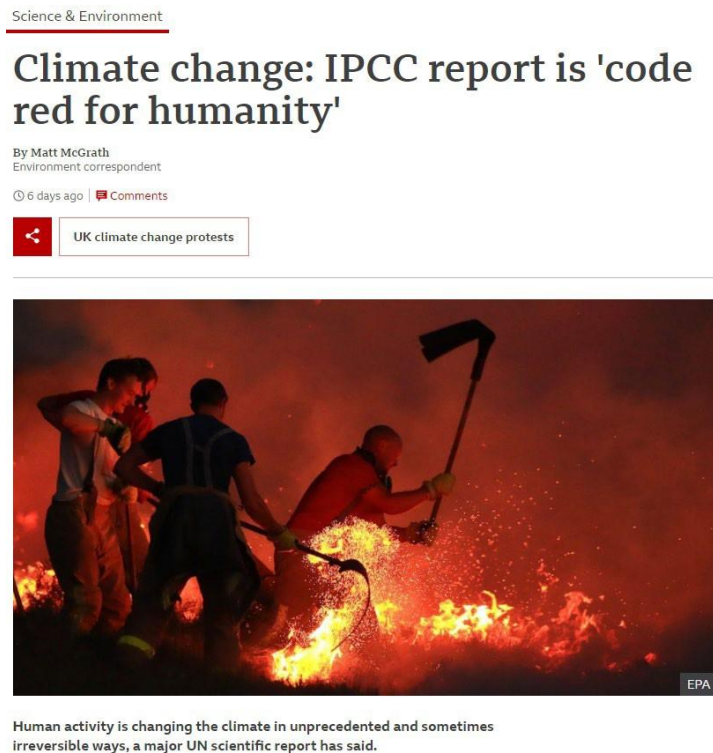 Science & Environment
Climate change: IPCC report is 'code
red for humanity'
By Matt McGrath
Environment correspondent
6 days ago Comments
UK climate change protests
EPA
Human activity is changing the climate in unprecedented and sometimes
irreversible ways, a major UN scientific report has said.